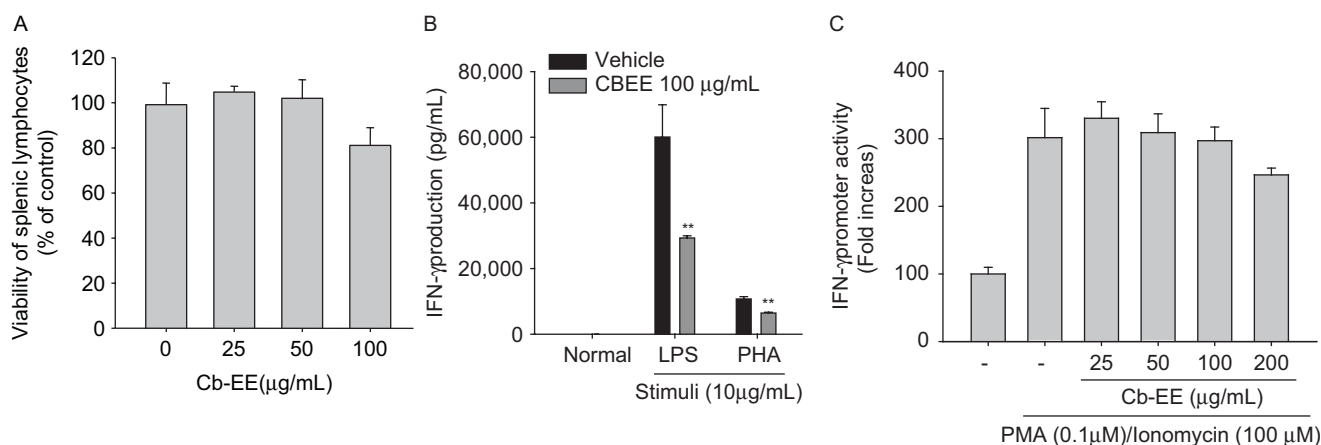 A
Viability of splenic lymphocytes
(% of control)
120
100
80
60
40
20
0
0 25 50 100
Cb-EE(μg/mL)
B
Vehicle
CBEE 100 μg/mL
IFN-γproduction (pg/mL)
80,000
60,000
40,000
20,000
0
**
**
Normal LPS PHA
Stimuli (10μg/mL)
C
IFN-γpromoter activity
(Fold increas)
400
300
200
100
0
- - 25 50 100 200
Cb-EE (μg/mL)
PMA (0.1μM)/Ionomycin (100 μM)